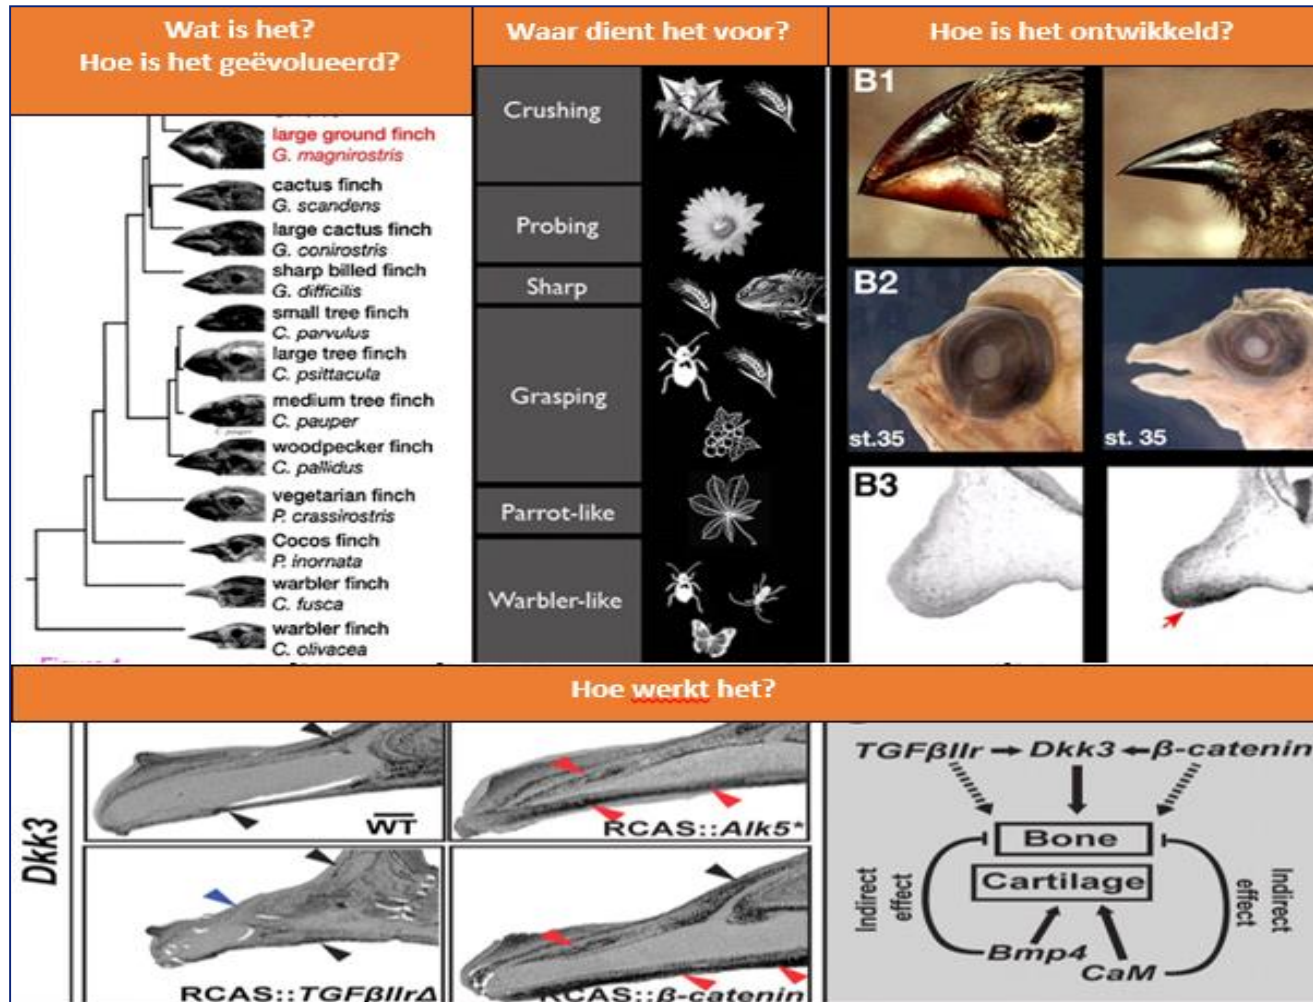 Wat is het?
Hoe is het geëvolueerd?
Waar dient het voor?
Hoe is het ontwikkeld?
large ground finch
G. magnirostris
cactus finch
G. scandens
large cactus finch
G. conirostris
sharp billed finch
G. difficilis
small tree finch
C. parvulus
large tree finch
C. psittacula
medium tree finch
C. pauper
woodpecker finch
C. pallidus
vegetarian finch
P. crassirostris
Cocos finch
P. inornata
warbler finch
C. fusca
warbler finch
C. olivacea
Crushing
Probing
Sharp
Grasping
Parrot-like
Warbler-like
B1
B2
st.35
st. 35
B3
Hoe werkt het?
Dkk3
WT
RCAS::Alk5*
RCAS::TGFβIIrΔ
RCAS::β-catenin
TGFβIIr Dkk3 β-catenin
Bone
Cartilage
Indirect
effect
Indirect
effect
Bmp4
CaM